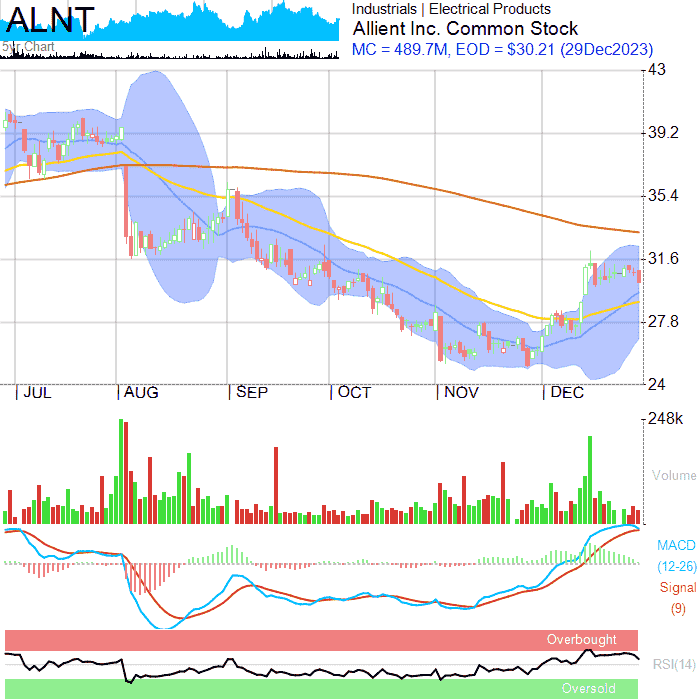 ALNT
5yr Chart
Industrials | Electrical Products
Allient Inc. Common Stock
MC = 489.7M, EOD = $30.21 (29Dec2023)
43
39.2
35.4
31.6
27.8
24
JUL AUG SEP OCT NOV DEC
248k
Volume
MACD
(12-26)
Signal
(9)
Overbought
RSI(14)
Oversold